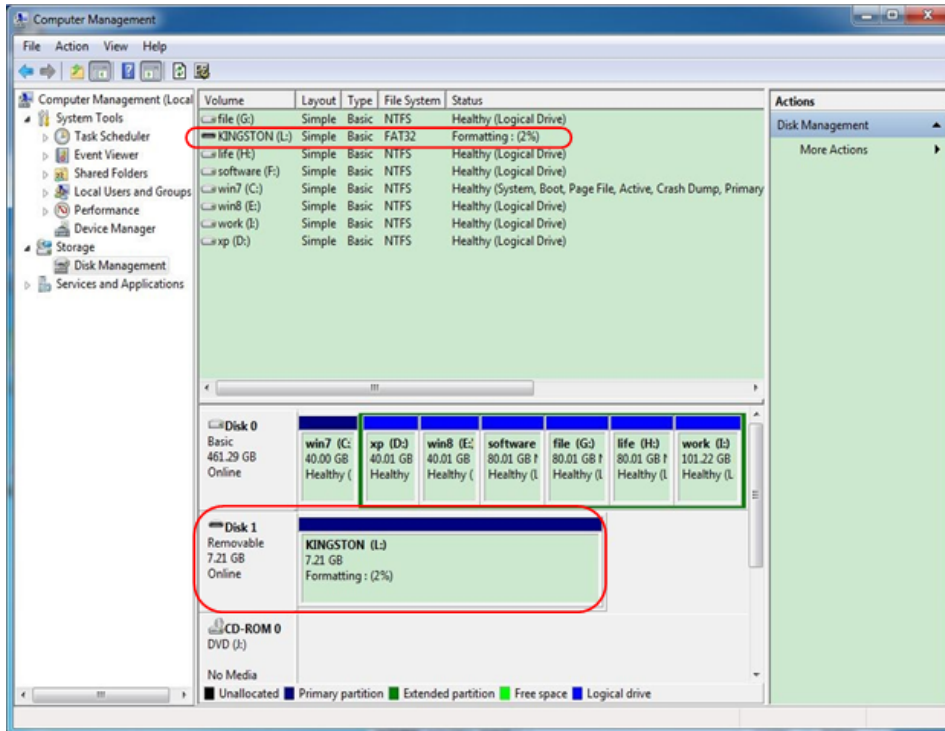 Computer Management
File Action View Help
Computer Management (Local
System Tools
Task Scheduler
Event Viewer
Shared Folders
Local Users and Groups
Performance
Device Manager
Storage
Disk Management
Services and Applications
Volume Layout Type File System Status
file (G:) Simple Basic NTFS Healthy (Logical Drive)
KINGSTON (L:) Simple Basic FAT32 Formatting : (2%)
life (H:) Simple Basic NTFS Healthy (Logical Drive)
software (F:) Simple Basic NTFS Healthy (Logical Drive)
win7 (C:) Simple Basic NTFS Healthy (System, Boot, Page File, Active, Crash Dump, Primary
win8 (E:) Simple Basic NTFS Healthy (Logical Drive)
work (I:) Simple Basic NTFS Healthy (Logical Drive)
xp (D:) Simple Basic NTFS Healthy (Logical Drive)
Disk 0
Basic
461.29 GB
Online
win7 (C:
40.00 GB
Healthy (
xp (D:)
40.01 GB
Healthy
win8 (E:
40.01 GB
Healthy (
software
80.01 GB
Healthy (L
file (G:)
80.01 GB
Healthy (L
life (H:)
80.01 GB
Healthy (L
work (I:)
101.22 GB
Healthy (L
Disk 1
Removable
7.21 GB
Online
KINGSTON (L:)
7.21 GB
Formatting : (2%)
CD-ROM 0
DVD (J:)
No Media
Unallocated Primary partition Extended partition Free space Logical drive
Actions
Disk Management
More Actions